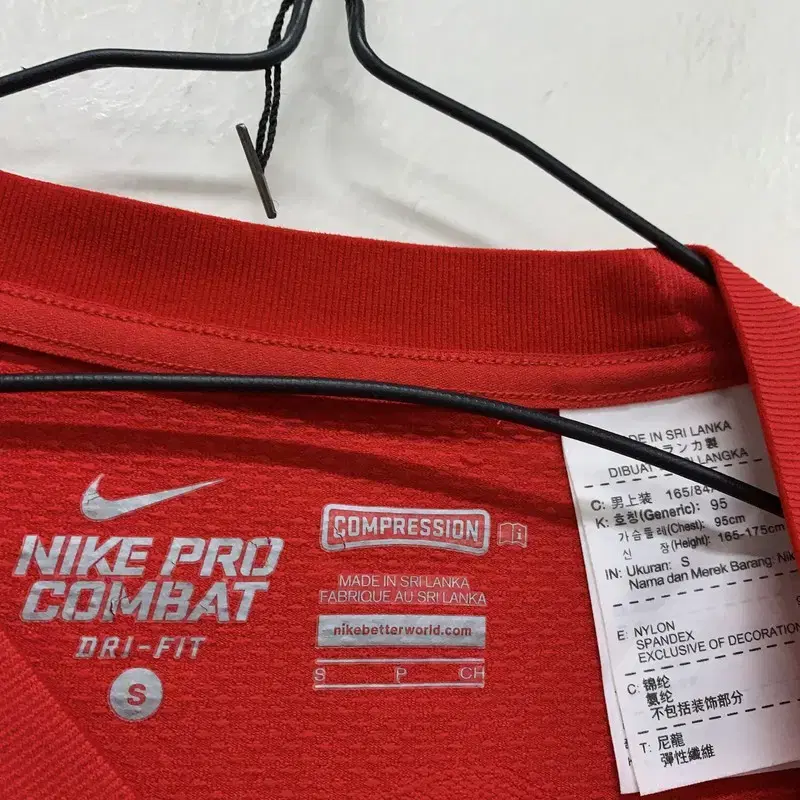 NIKE PRO
COMBAT
DRI-FIT
S
COMPRESSION
MADE IN SRI LANKA
FABRIQUE AU SRI LANKA
nikebetterworld.com
S P CH
IN SRI LANKA
ランカ製
DIBUAT
LANGKA
C: 男上装 165/84
K: 호칭(Generic): 95
가슴둘레(Chest): 95cm
신 장(Height): 165-175cm
IN: Ukuran: S
Nama dan Merek Barang:
E: NYLON
SPANDEX
EXCLUSIVE OF DECORATION
C: 锦纶
氨纶
不包括装饰部分
T: 尼龍
彈性纖維